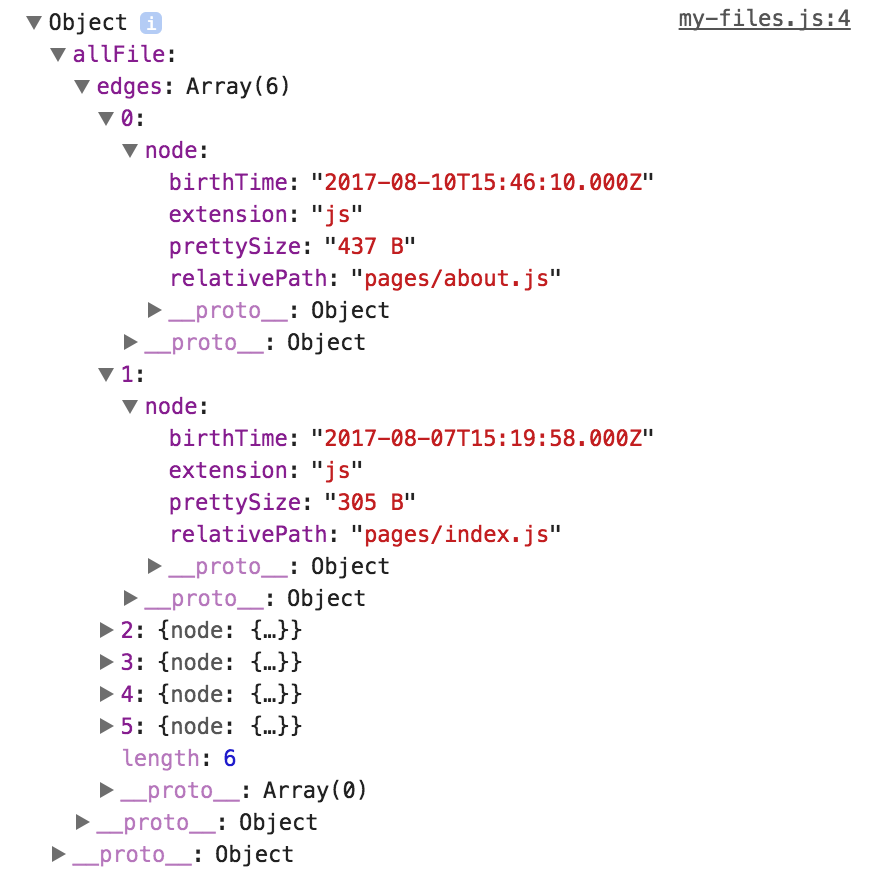 ▼Object i my-files.js:4
▼allFile:
▼edges: Array(6)
▼0:
▼node:
birthTime: "2017-08-10T15:46:10.000Z"
extension: "js"
prettySize: "437 B"
relativePath: "pages/about.js"
▶__proto__: Object
▶__proto__: Object
▼1:
▼node:
birthTime: "2017-08-07T15:19:58.000Z"
extension: "js"
prettySize: "305 B"
relativePath: "pages/index.js"
▶__proto__: Object
▶__proto__: Object
▶2: {node: {…}}
▶3: {node: {…}}
▶4: {node: {…}}
▶5: {node: {…}}
length: 6
▶__proto__: Array(0)
▶__proto__: Object
▶__proto__: Object